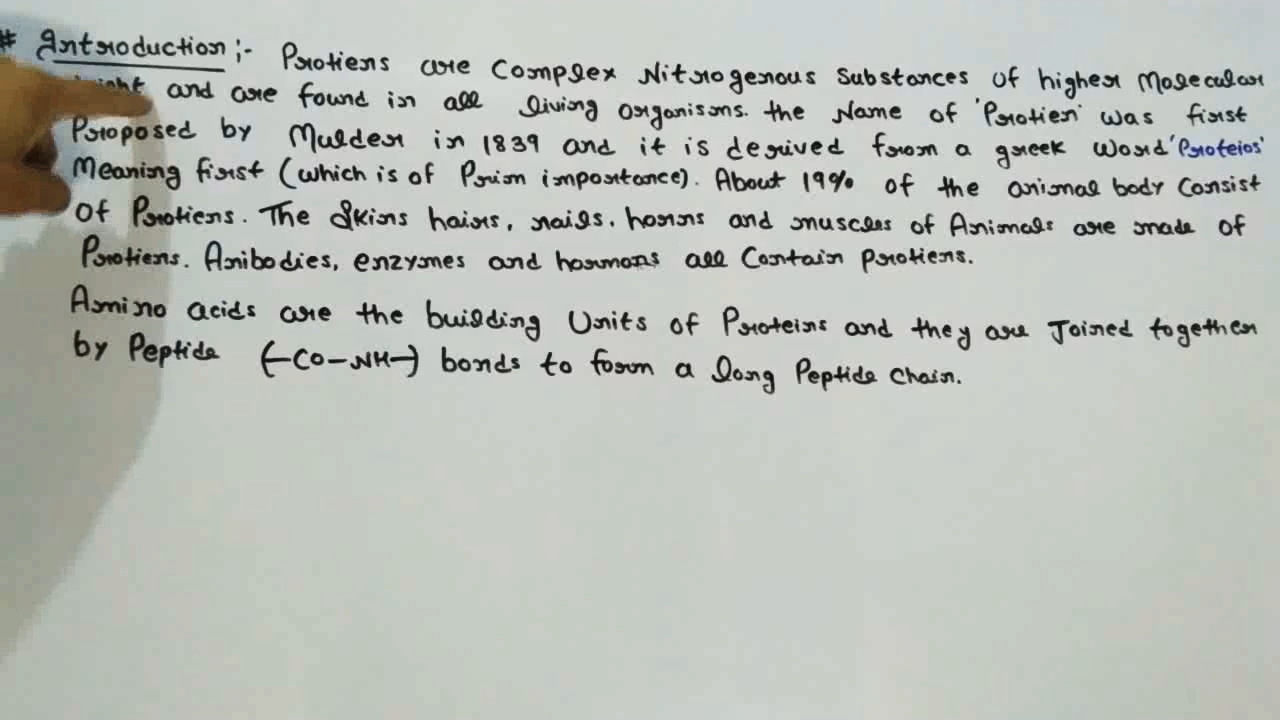 # Introduction :- Protiens are Complex Nitrogenous Substances of higher Molecular
and are found in all living organisms. the Name of 'Protien' was first
Proposed by Mulder in 1839 and it is derived from a greek word 'Proteios'
Meaning first (which is of Prim importance). About 19% of the animal body Consist
Of Protiens. The Skins hairs, nails, horns and muscles of Animals are made of
Protiens. Anibodies, enzymes and harmons all Contain protiens.
Amino acids are the building Units of Proteins and they are Joined together
by Peptide (-CO-NH-) bonds to form a long Peptide Chain.